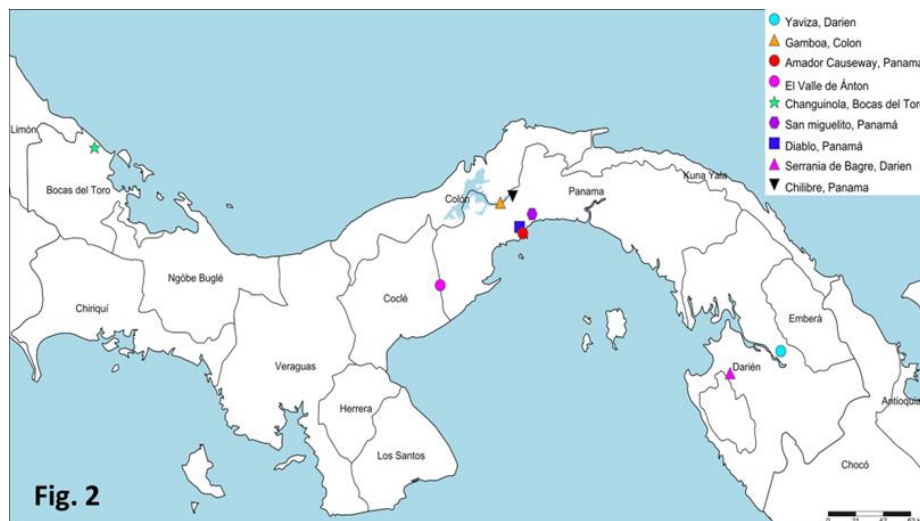 Yaviza, Darien
Gamboa, Colon
Amador Causeway, Panama
El Valle de Ánton
Changuinola, Bocas del Toro
San miguelito, Panamá
Diablo, Panamá
Serrania de Bagre, Darien
Chilibre, Panama
Limón
Bocas del Toro
Kuna Yala
Colón
Panama
Ngöbe Buglé
Chiriquí
Coclé
Emberá
Veraguas
Darién
Herrera
Antioquia
Los Santos
Chocó
Fig. 2